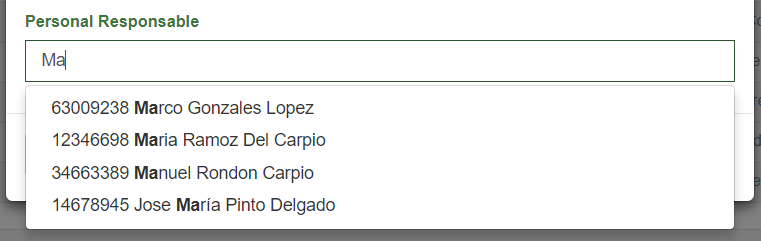 Personal Responsable
Ma
63009238 Marco Gonzales Lopez
12346698 Maria Ramoz Del Carpio
34663389 Manuel Rondon Carpio
14678945 Jose María Pinto Delgado